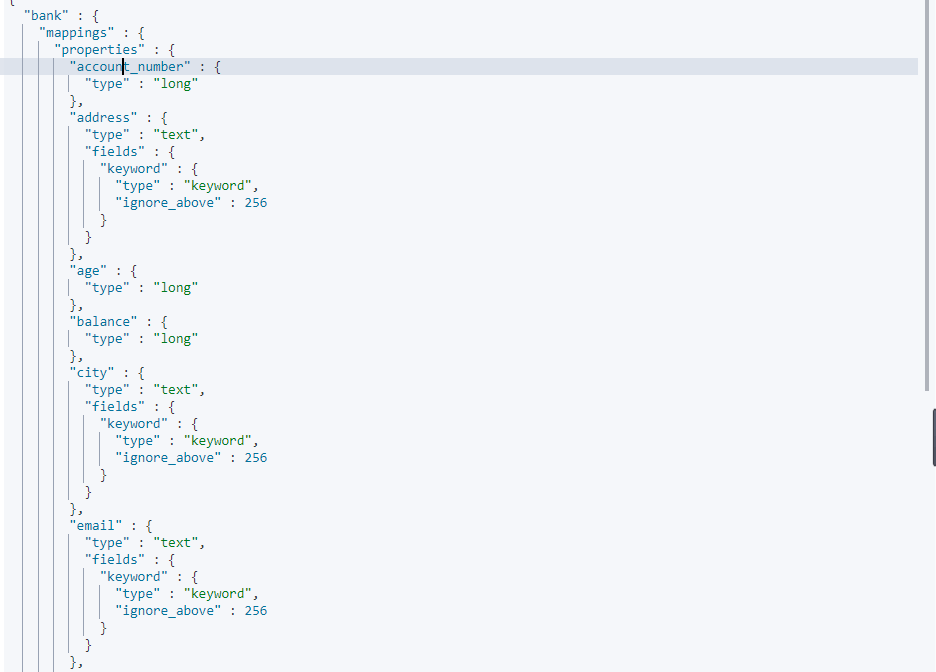 {
"bank" : {
"mappings" : {
"properties" : {
"account_number" : {
"type" : "long"
},
"address" : {
"type" : "text",
"fields" : {
"keyword" : {
"type" : "keyword",
"ignore_above" : 256
}
}
},
"age" : {
"type" : "long"
},
"balance" : {
"type" : "long"
},
"city" : {
"type" : "text",
"fields" : {
"keyword" : {
"type" : "keyword",
"ignore_above" : 256
}
}
},
"email" : {
"type" : "text",
"fields" : {
"keyword" : {
"type" : "keyword",
"ignore_above" : 256
}
}
},